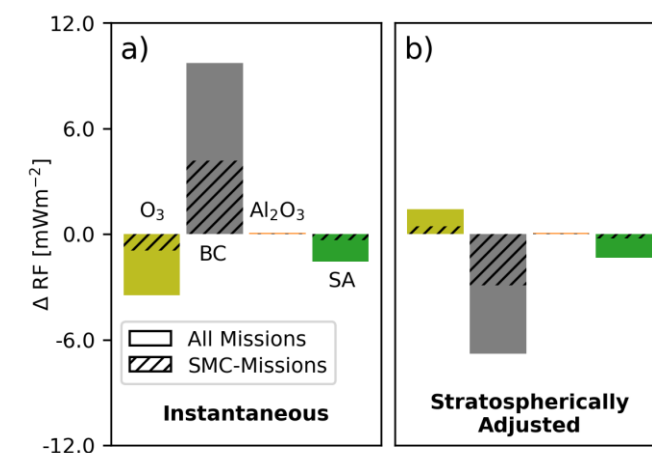 12.0
6.0
0.0
-6.0
-12.0
Δ RF [mWm⁻²]
a)
O₃
BC
Al₂O₃
SA
All Missions
SMC-Missions
Instantaneous
b)
Stratospherically
Adjusted